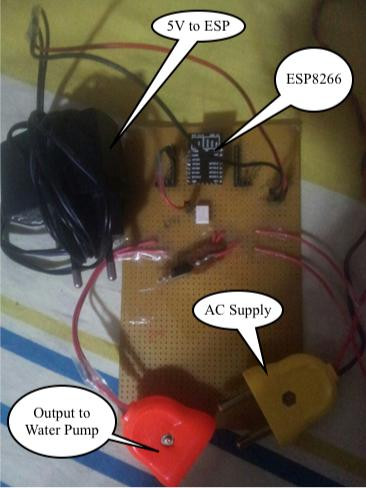 5V to ESP
ESP8266
AC Supply
Output to
Water Pump